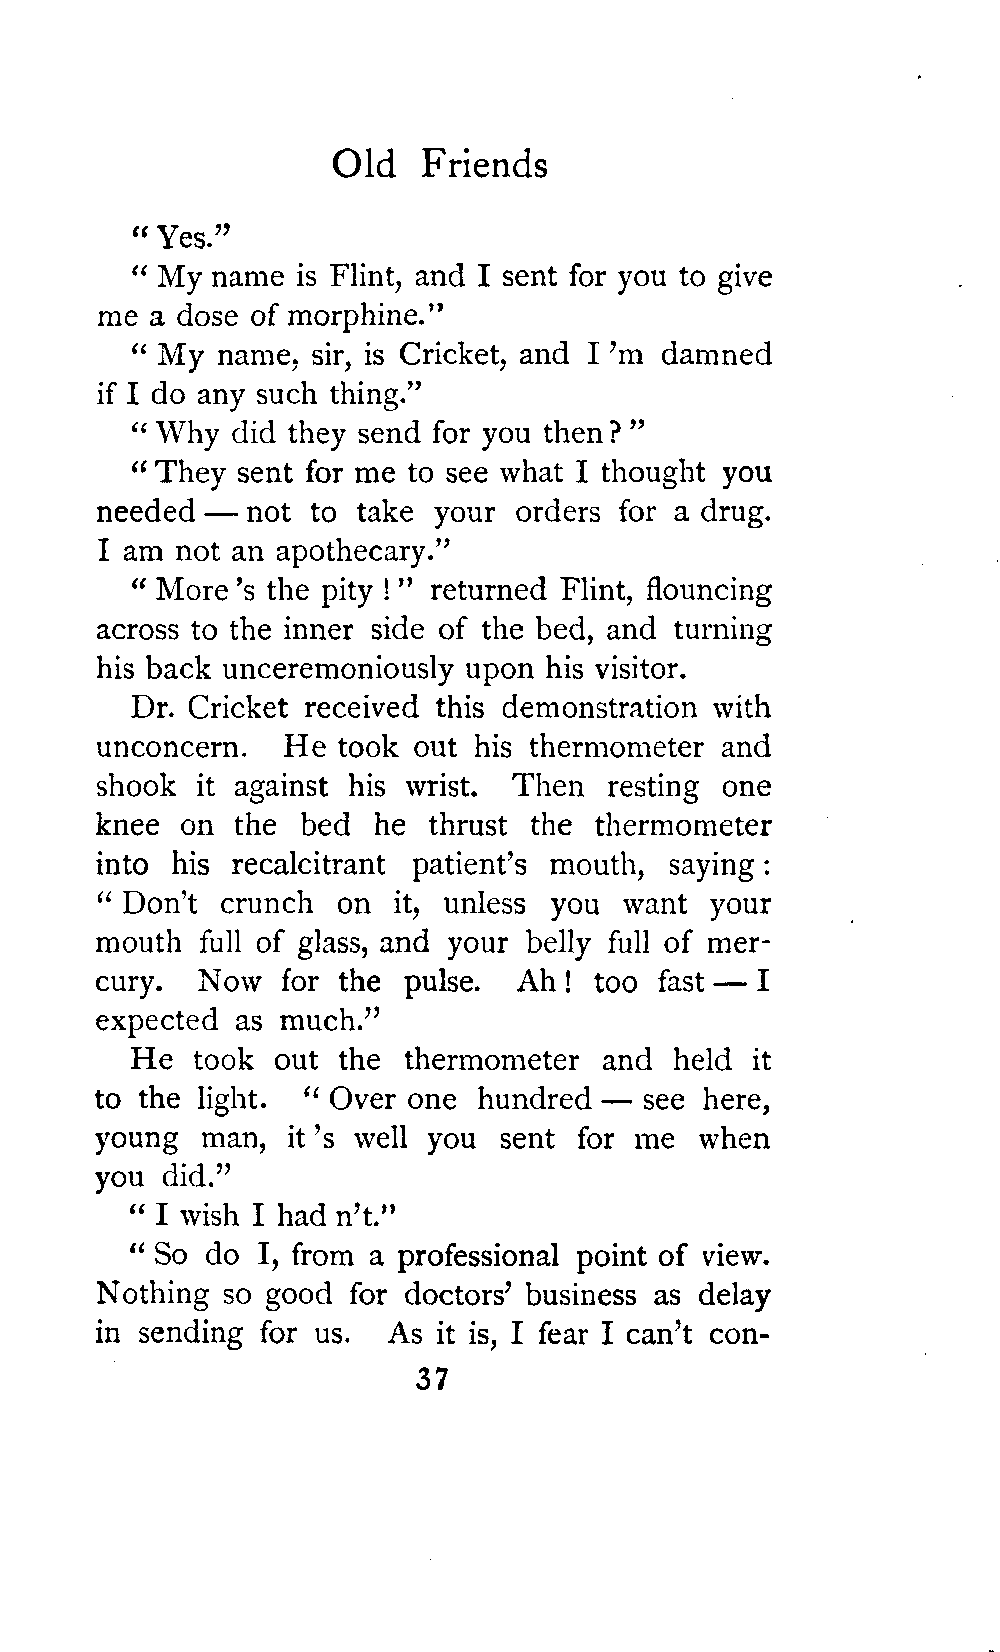 Old Friends
“ Yes.”
“ My name is Flint, and I sent for you to give
me a dose of morphine.”
“ My name, sir, is Cricket, and I ’m damned
if I do any such thing.”
“ Why did they send for you then? ”
“ They sent for me to see what I thought you
needed — not to take your orders for a drug.
I am not an apothecary.”
“ More ’s the pity ! ” returned Flint, flouncing
across to the inner side of the bed, and turning
his back unceremoniously upon his visitor.
Dr. Cricket received this demonstration with
unconcern. He took out his thermometer and
shook it against his wrist. Then resting one
knee on the bed he thrust the thermometer
into his recalcitrant patient’s mouth, saying :
“ Don’t crunch on it, unless you want your
mouth full of glass, and your belly full of mer-
cury. Now for the pulse. Ah ! too fast — I
expected as much.”
He took out the thermometer and held it
to the light. “ Over one hundred — see here,
young man, it ’s well you sent for me when
you did.”
“ I wish I had n’t.”
“ So do I, from a professional point of view.
Nothing so good for doctors’ business as delay
in sending for us. As it is, I fear I can’t con-
37